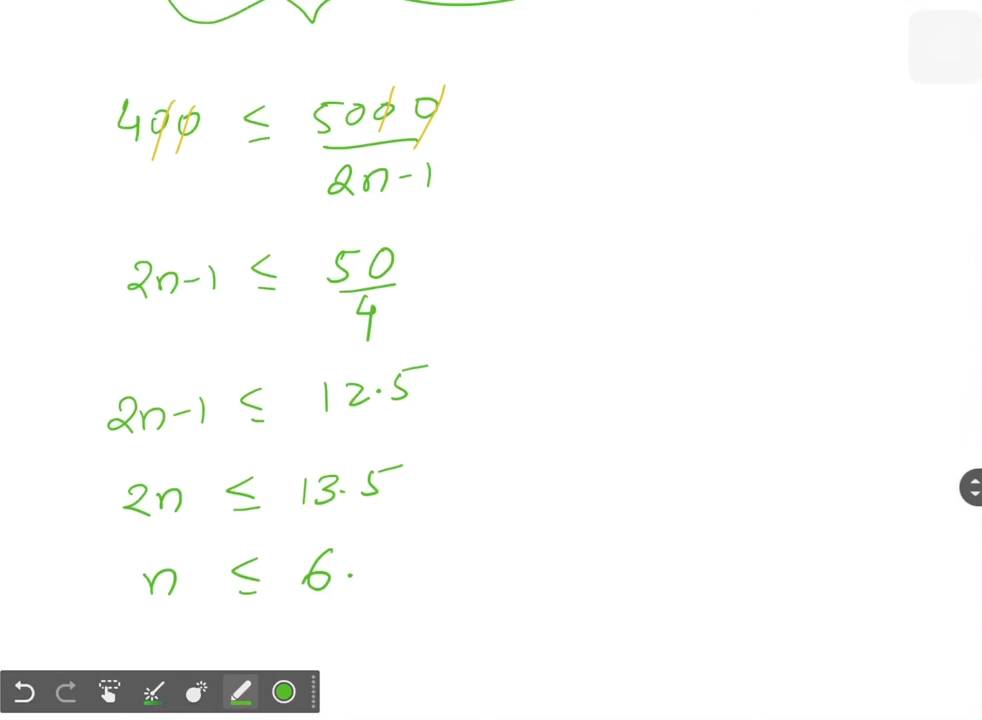 400 ≤ 5000
2n-1
2n-1 ≤ 50
4
2n-1 ≤ 12.5
2n ≤ 13.5
n ≤ 6.